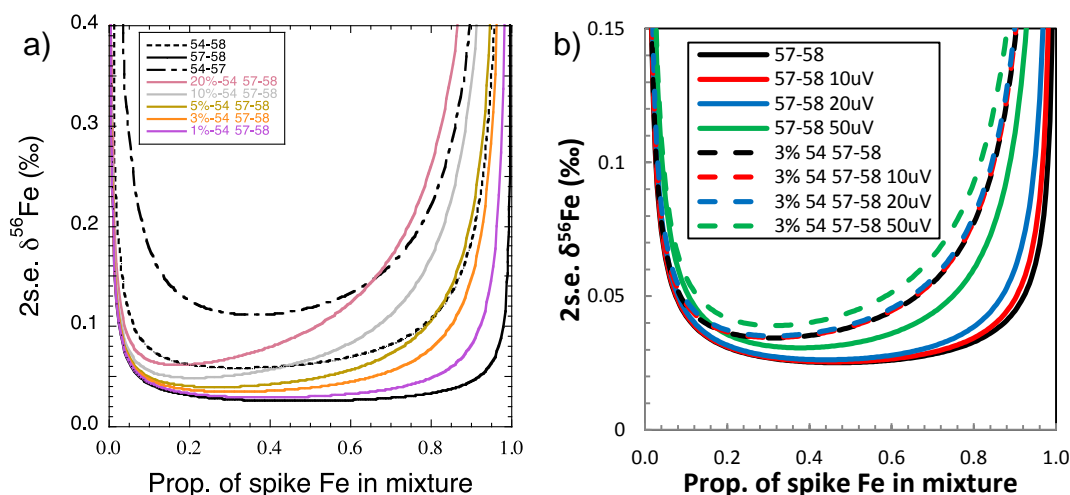 a)
0.4
0.3
0.2
0.1
0.0
2s.e. δ⁵⁶Fe (‰)
54-58
57-58
54-57
20%-54 57-58
10%-54 57-58
5%-54 57-58
3%-54 57-58
1%-54 57-58
0.0 0.2 0.4 0.6 0.8 1.0
Prop. of spike Fe in mixture
b)
0.15
0.1
0.05
0
2s.e. δ⁵⁶Fe (‰)
57-58
57-58 10uV
57-58 20uV
57-58 50uV
3% 54 57-58
3% 54 57-58 10uV
3% 54 57-58 20uV
3% 54 57-58 50uV
0.0 0.2 0.4 0.6 0.8 1.0
Prop. of spike Fe in mixture